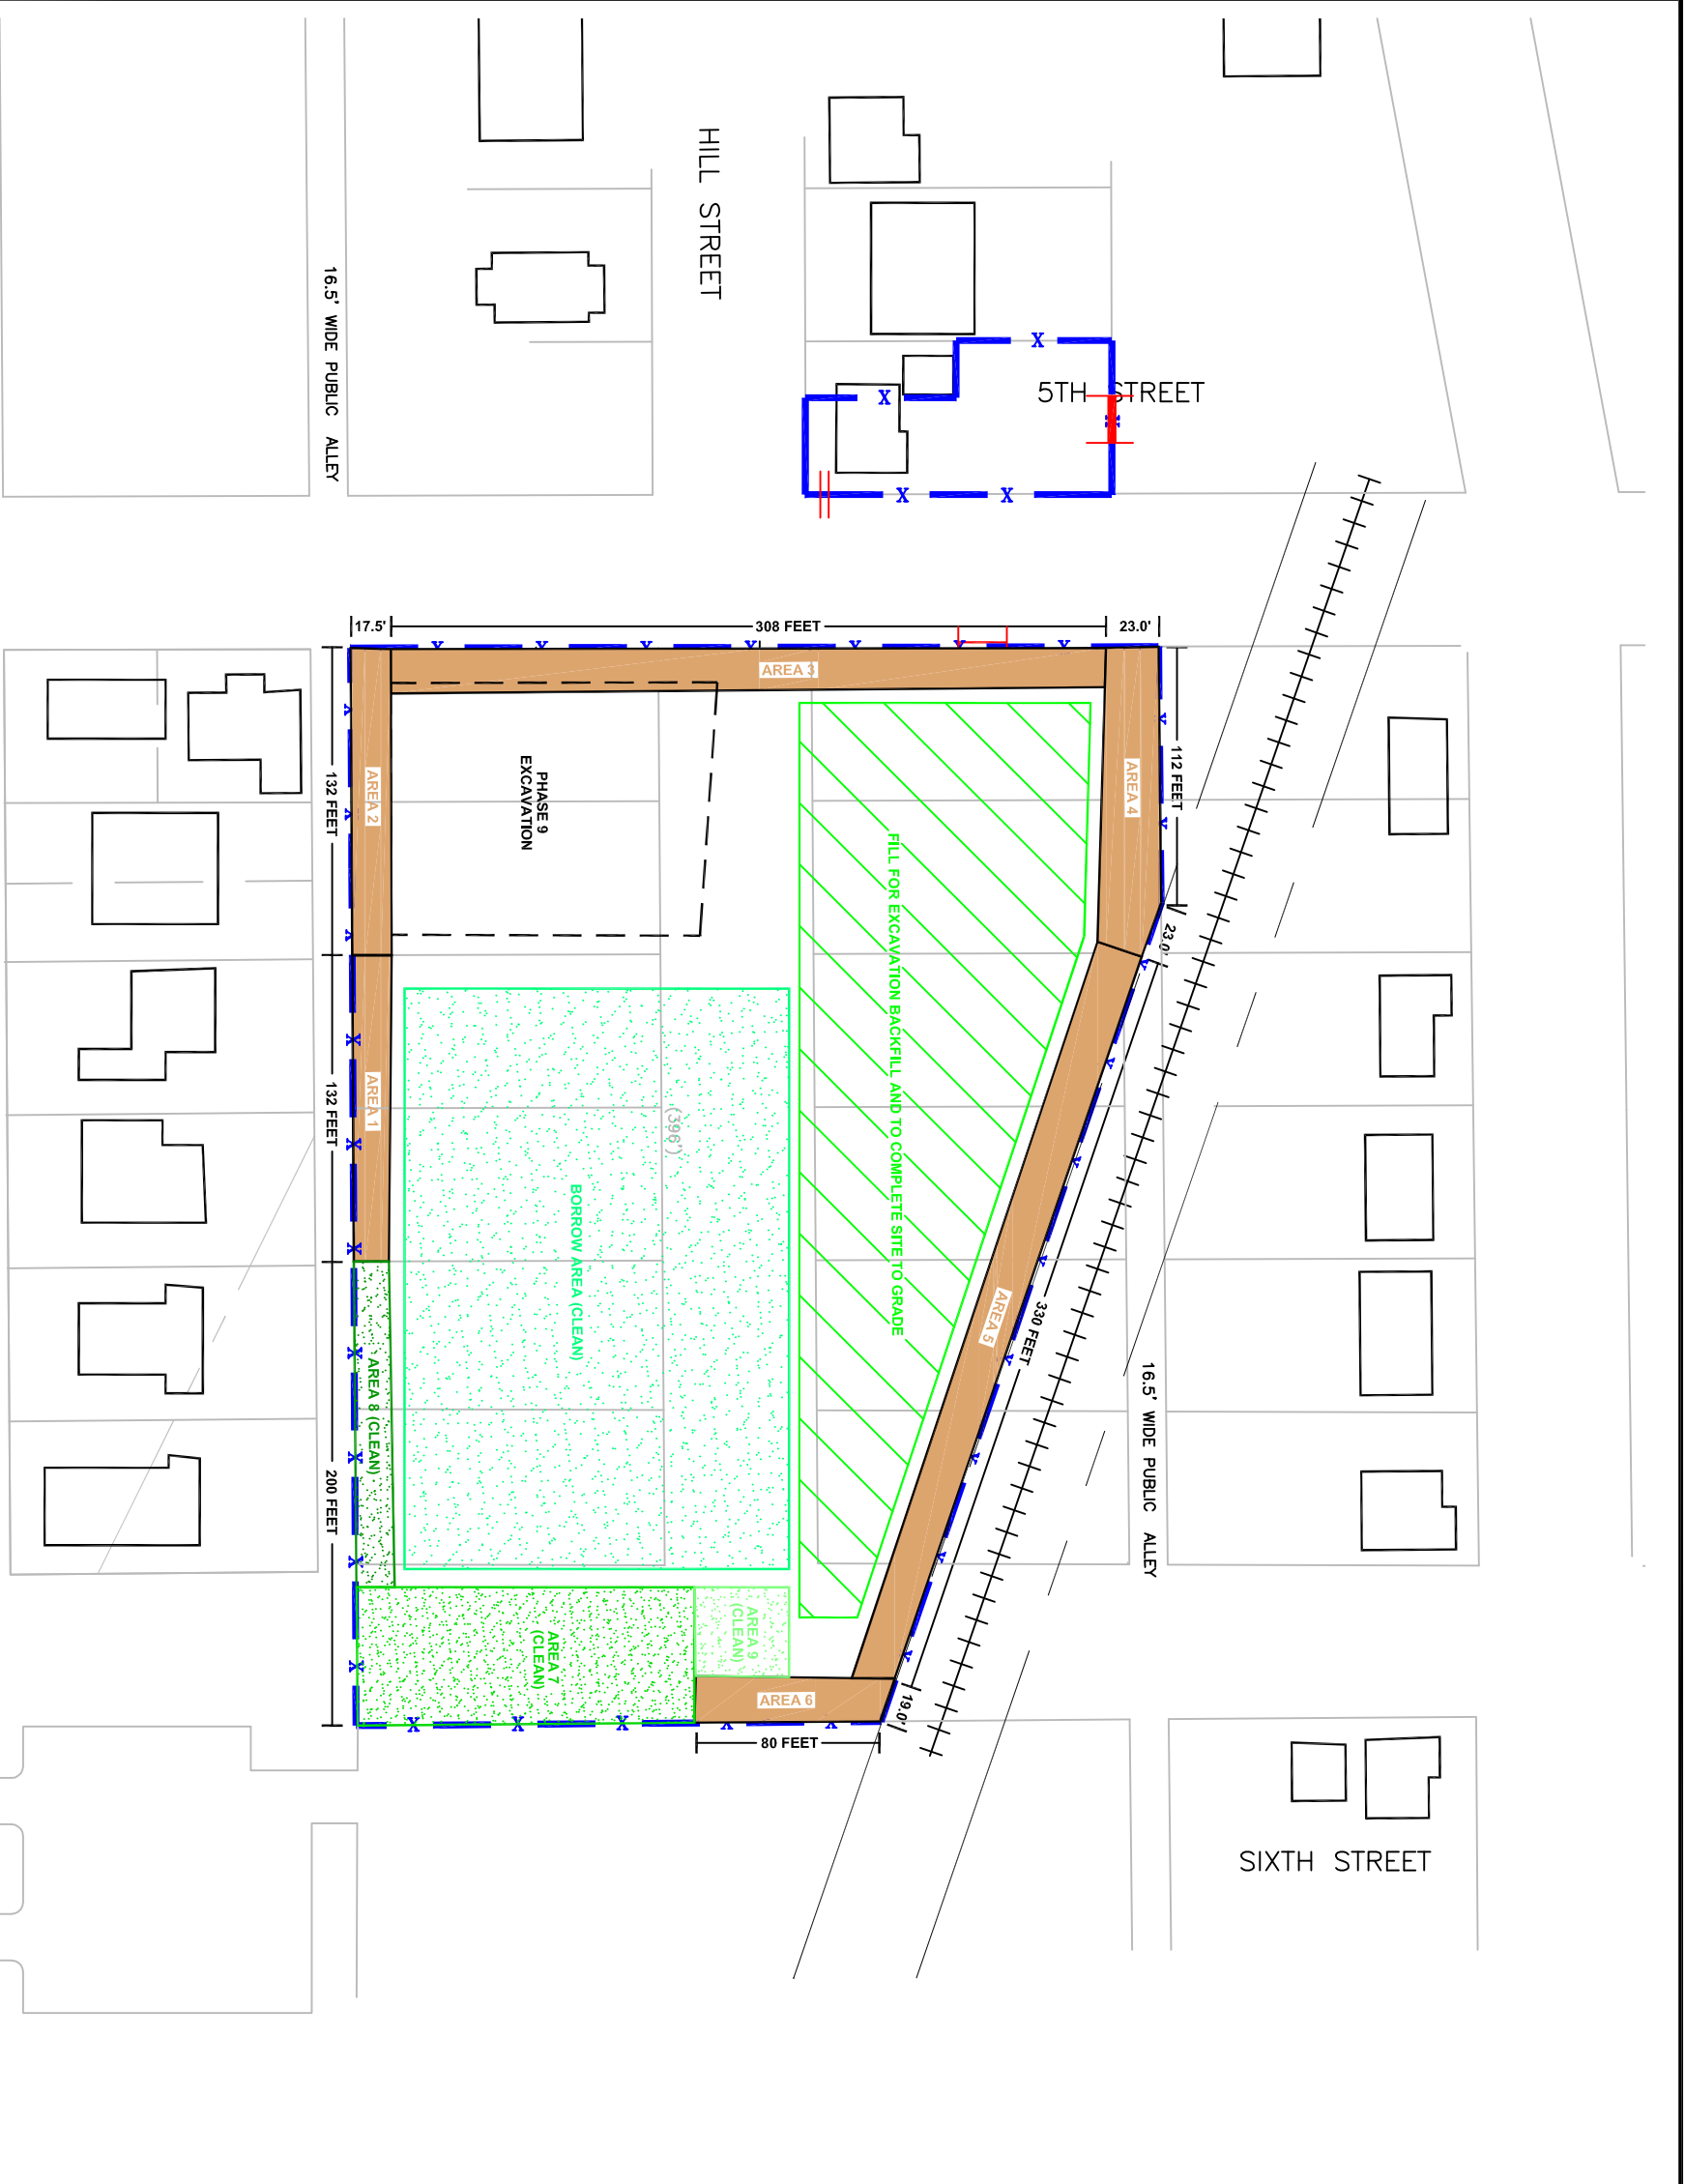 HILL STREET
16.5' WIDE PUBLIC ALLEY
5TH STREET
17.5'
308 FEET
23.0'
AREA 3
AREA 2
132 FEET
PHASE 9
EXCAVATION
AREA 4
112 FEET
23.0'
FILL FOR EXCAVATION BACKFILL AND TO COMPLETE SITE TO GRADE
AREA 1
132 FEET
(396')
BORROW AREA (CLEAN)
AREA 5
330 FEET
16.5' WIDE PUBLIC ALLEY
AREA 8 (CLEAN)
200 FEET
AREA 7
(CLEAN)
AREA 9
(CLEAN)
AREA 6
19.0'
80 FEET
SIXTH STREET